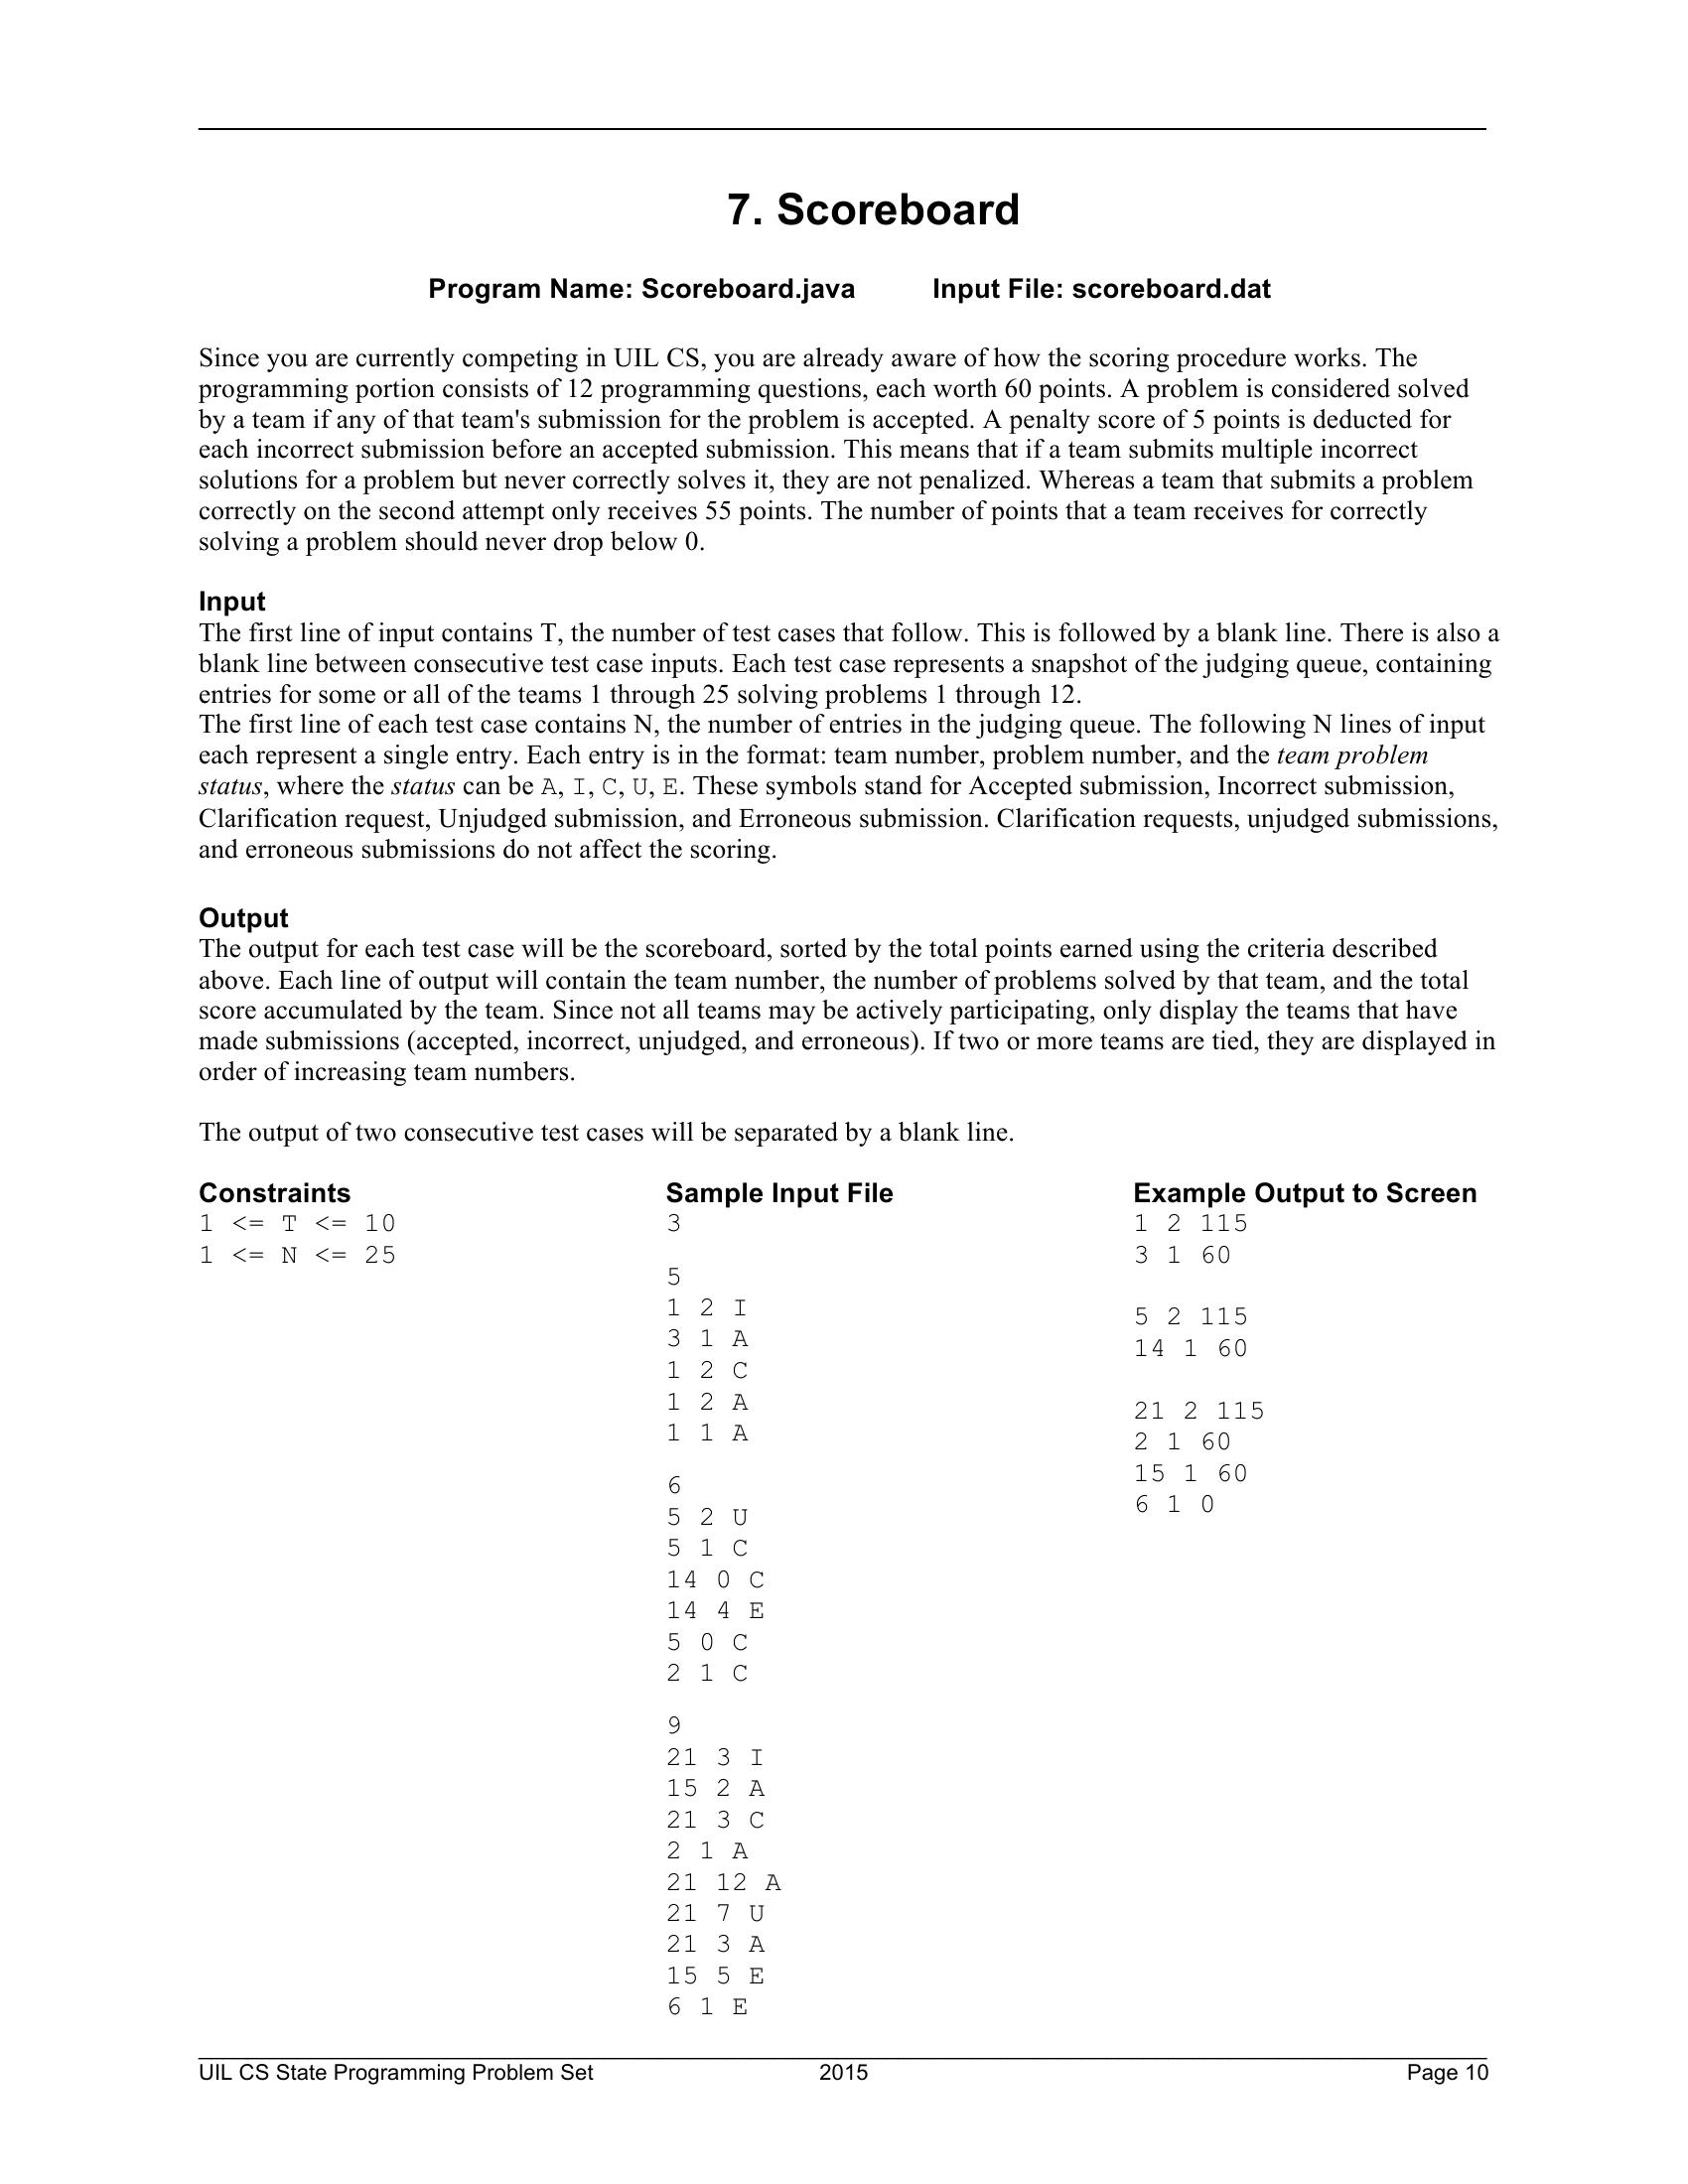 7. Scoreboard
Program Name: Scoreboard.java Input File: scoreboard.dat
Since you are currently competing in UIL CS, you are already aware of how the scoring procedure works. The
programming portion consists of 12 programming questions, each worth 60 points. A problem is considered solved
by a team if any of that team's submission for the problem is accepted. A penalty score of 5 points is deducted for
each incorrect submission before an accepted submission. This means that if a team submits multiple incorrect
solutions for a problem but never correctly solves it, they are not penalized. Whereas a team that submits a problem
correctly on the second attempt only receives 55 points. The number of points that a team receives for correctly
solving a problem should never drop below 0.
Input
The first line of input contains T, the number of test cases that follow. This is followed by a blank line. There is also a
blank line between consecutive test case inputs. Each test case represents a snapshot of the judging queue, containing
entries for some or all of the teams 1 through 25 solving problems 1 through 12.
The first line of each test case contains N, the number of entries in the judging queue. The following N lines of input
each represent a single entry. Each entry is in the format: team number, problem number, and the team problem
status, where the status can be A, I, C, U, E. These symbols stand for Accepted submission, Incorrect submission,
Clarification request, Unjudged submission, and Erroneous submission. Clarification requests, unjudged submissions,
and erroneous submissions do not affect the scoring.
Output
The output for each test case will be the scoreboard, sorted by the total points earned using the criteria described
above. Each line of output will contain the team number, the number of problems solved by that team, and the total
score accumulated by the team. Since not all teams may be actively participating, only display the teams that have
made submissions (accepted, incorrect, unjudged, and erroneous). If two or more teams are tied, they are displayed in
order of increasing team numbers.
The output of two consecutive test cases will be separated by a blank line.
Constraints
1 <= T <= 10
1 <= N <= 25
Sample Input File
3
5
1 2 I
3 1 A
1 2 C
1 2 A
1 1 A
6
5 2 U
5 1 C
14 0 C
14 4 E
5 0 C
2 1 C
9
21 3 I
15 2 A
21 3 C
2 1 A
21 12 A
21 7 U
21 3 A
15 5 E
6 1 E
Example Output to Screen
1 2 115
3 1 60
5 2 115
14 1 60
21 2 115
2 1 60
15 1 60
6 1 0
UIL CS State Programming Problem Set 2015 Page 10